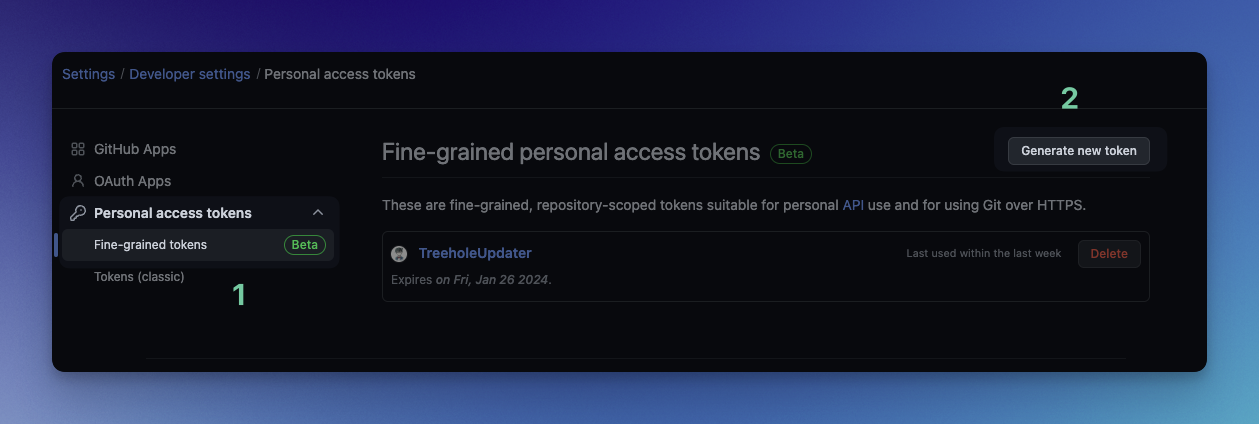 Settings / Developer settings / Personal access tokens
2
GitHub Apps
OAuth Apps
Personal access tokens
Fine-grained tokens Beta
Tokens (classic)
1
Fine-grained personal access tokens Beta
Generate new token
These are fine-grained, repository-scoped tokens suitable for personal API use and for using Git over HTTPS.
TreeholeUpdater Last used within the last week Delete
Expires on Fri, Jan 26 2024.